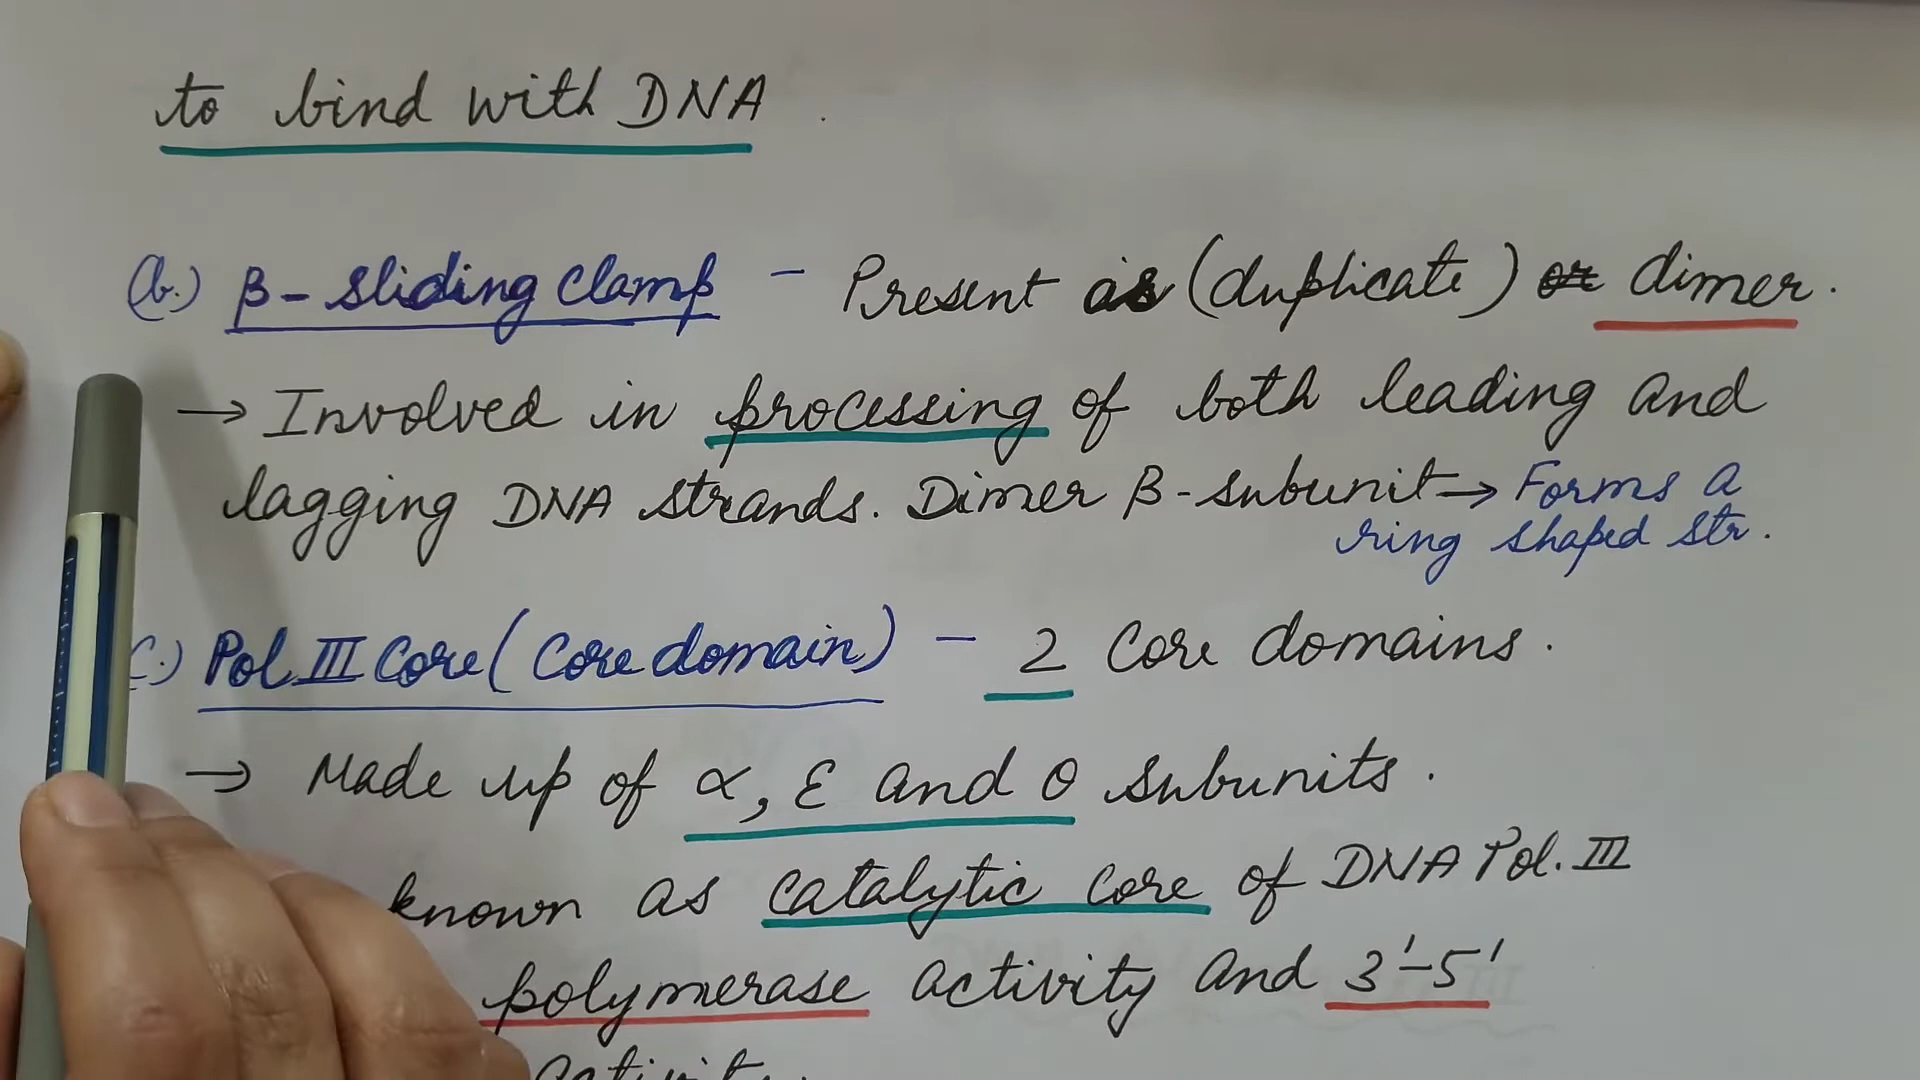 to bind with DNA .
(b.) β - Sliding Clamp - Present as (duplicate) or dimer.
→ Involved in processing of both leading and
lagging DNA strands. Dimer β - subunit → Forms a
ring shaped str.
C.) Pol III Core ( Core domain) - 2 Core domains.
→ Made up of α, ε and θ subunits.
known as catalytic core of DNA Pol. III
polymerase activity and 3'-5'
activity.